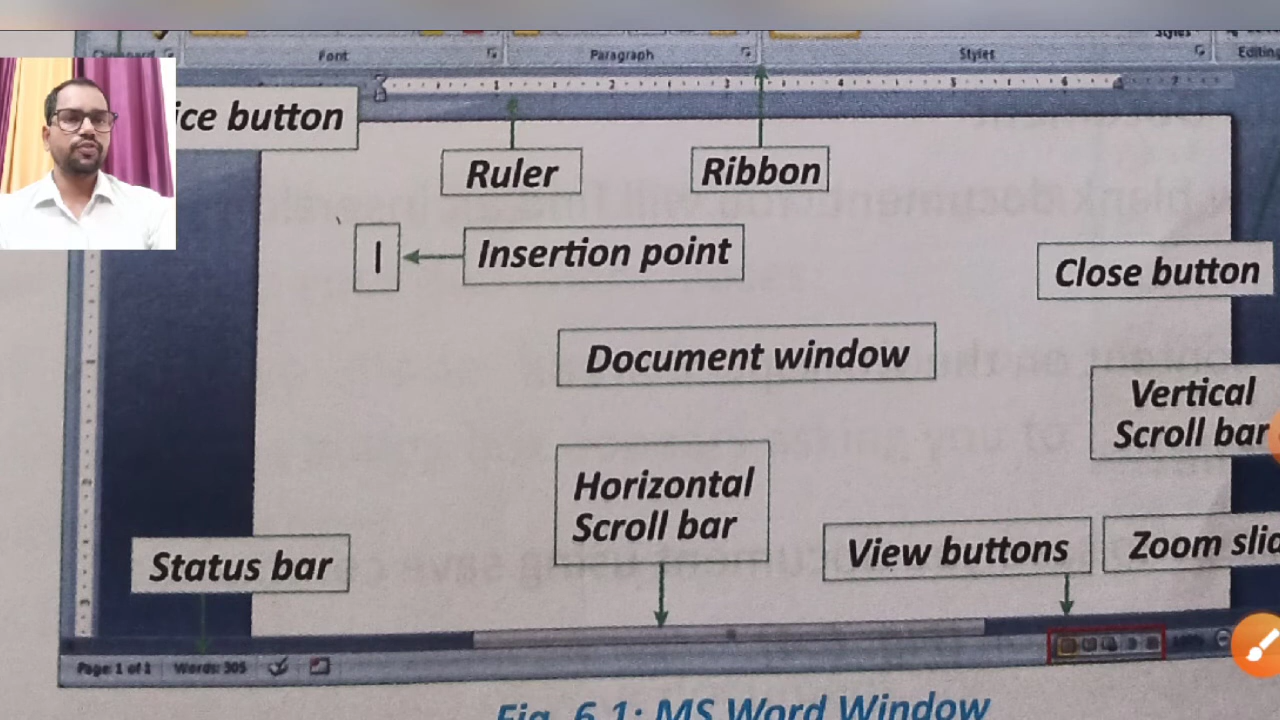 Font Paragraph Styles Editing
ice button
Ruler
Ribbon
Insertion point
Close button
Document window
Vertical
Scroll bar
Horizontal
Scroll bar
View buttons
Zoom slid
Status bar
Page: 1 of 1 Words: 305
Fig. 6.1: MS Word Window